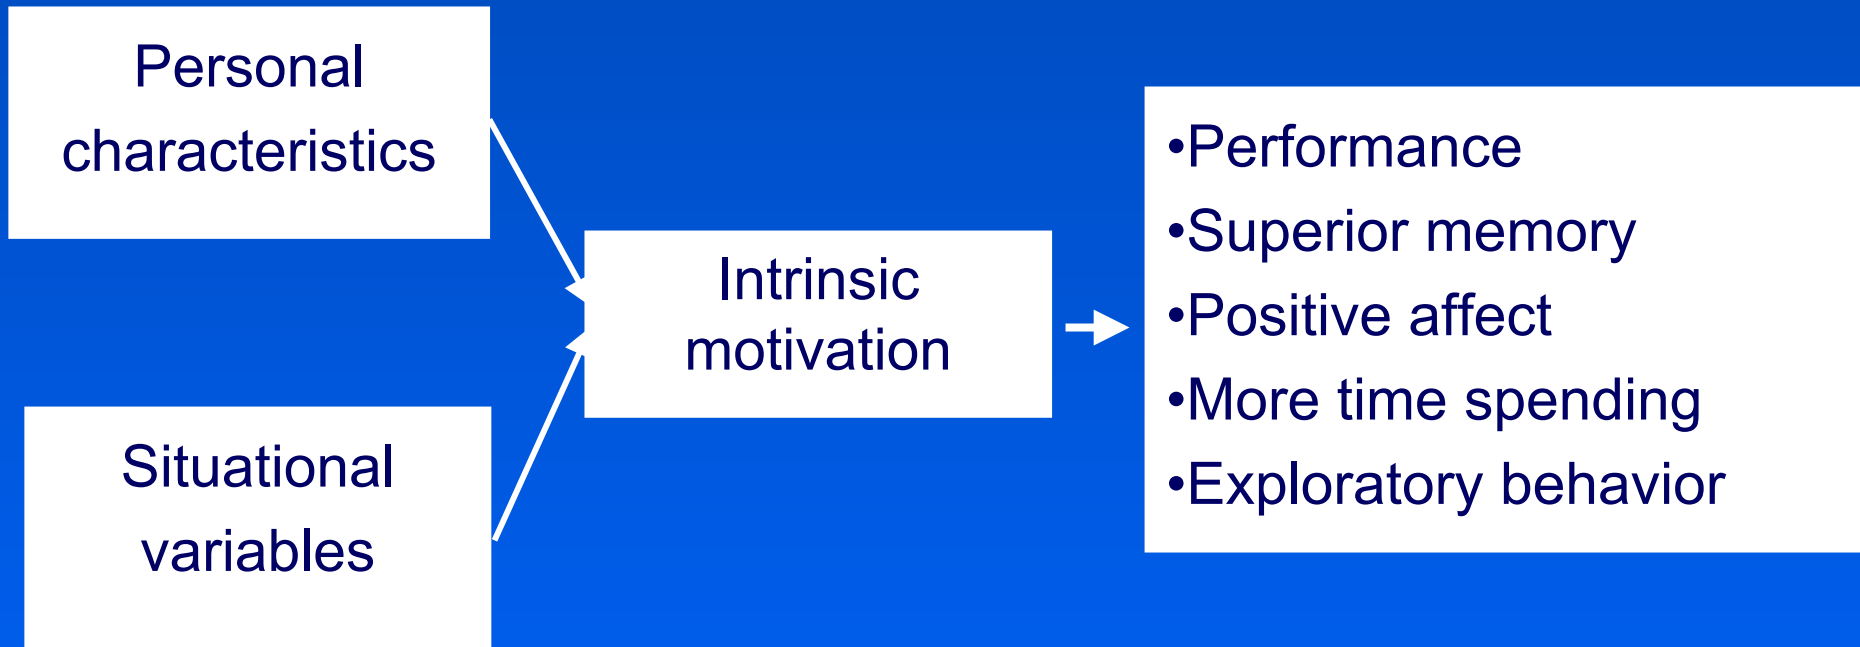 Personal
characteristics
Situational
variables
Intrinsic
motivation
•Performance
•Superior memory
•Positive affect
•More time spending
•Exploratory behavior